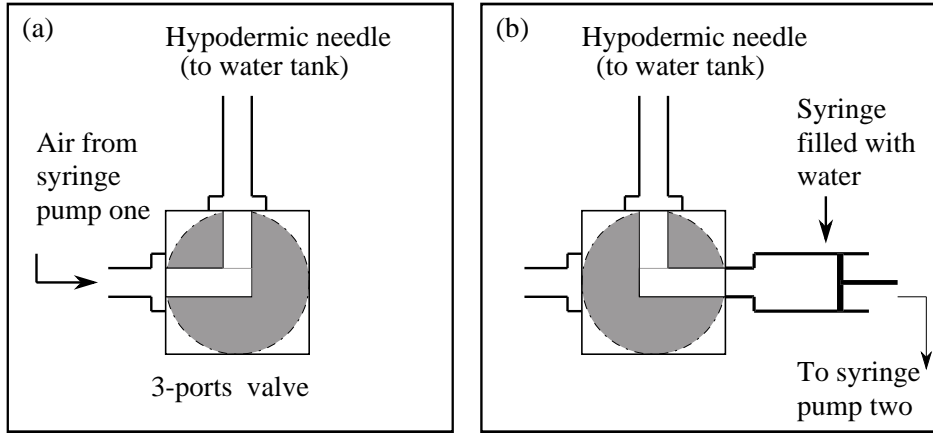 (a)
Hypodermic needle
(to water tank)
Air from
syringe
pump one
3-ports valve
(b)
Hypodermic needle
(to water tank)
Syringe
filled with
water
To syringe
pump two